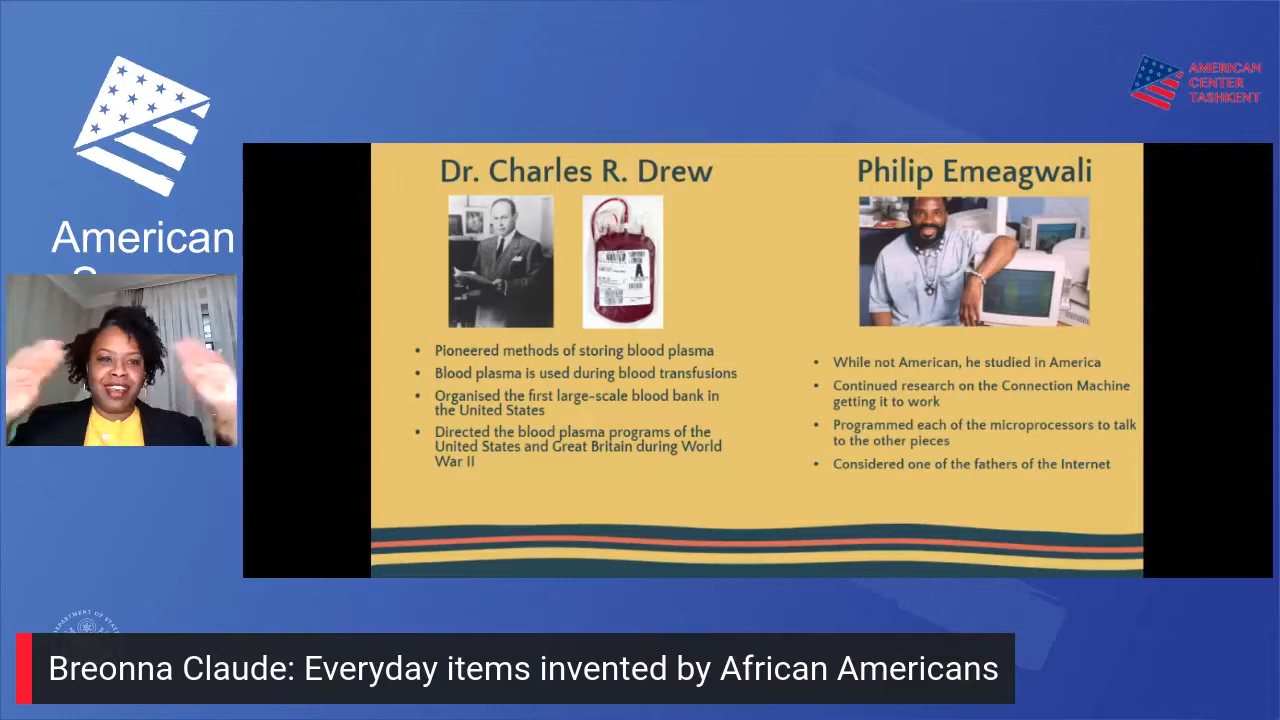 AMERICAN
CENTER
TASHKENT
American
Dr. Charles R. Drew
A
• Pioneered methods of storing blood plasma
• Blood plasma is used during blood transfusions
• Organised the first large-scale blood bank in
the United States
• Directed the blood plasma programs of the
United States and Great Britain during World
War II
Philip Emeagwali
• While not American, he studied in America
• Continued research on the Connection Machine
getting it to work
• Programmed each of the microprocessors to talk
to the other pieces
• Considered one of the fathers of the Internet
DEPARTMENT OF STATE
Breonna Claude: Everyday items invented by African Americans